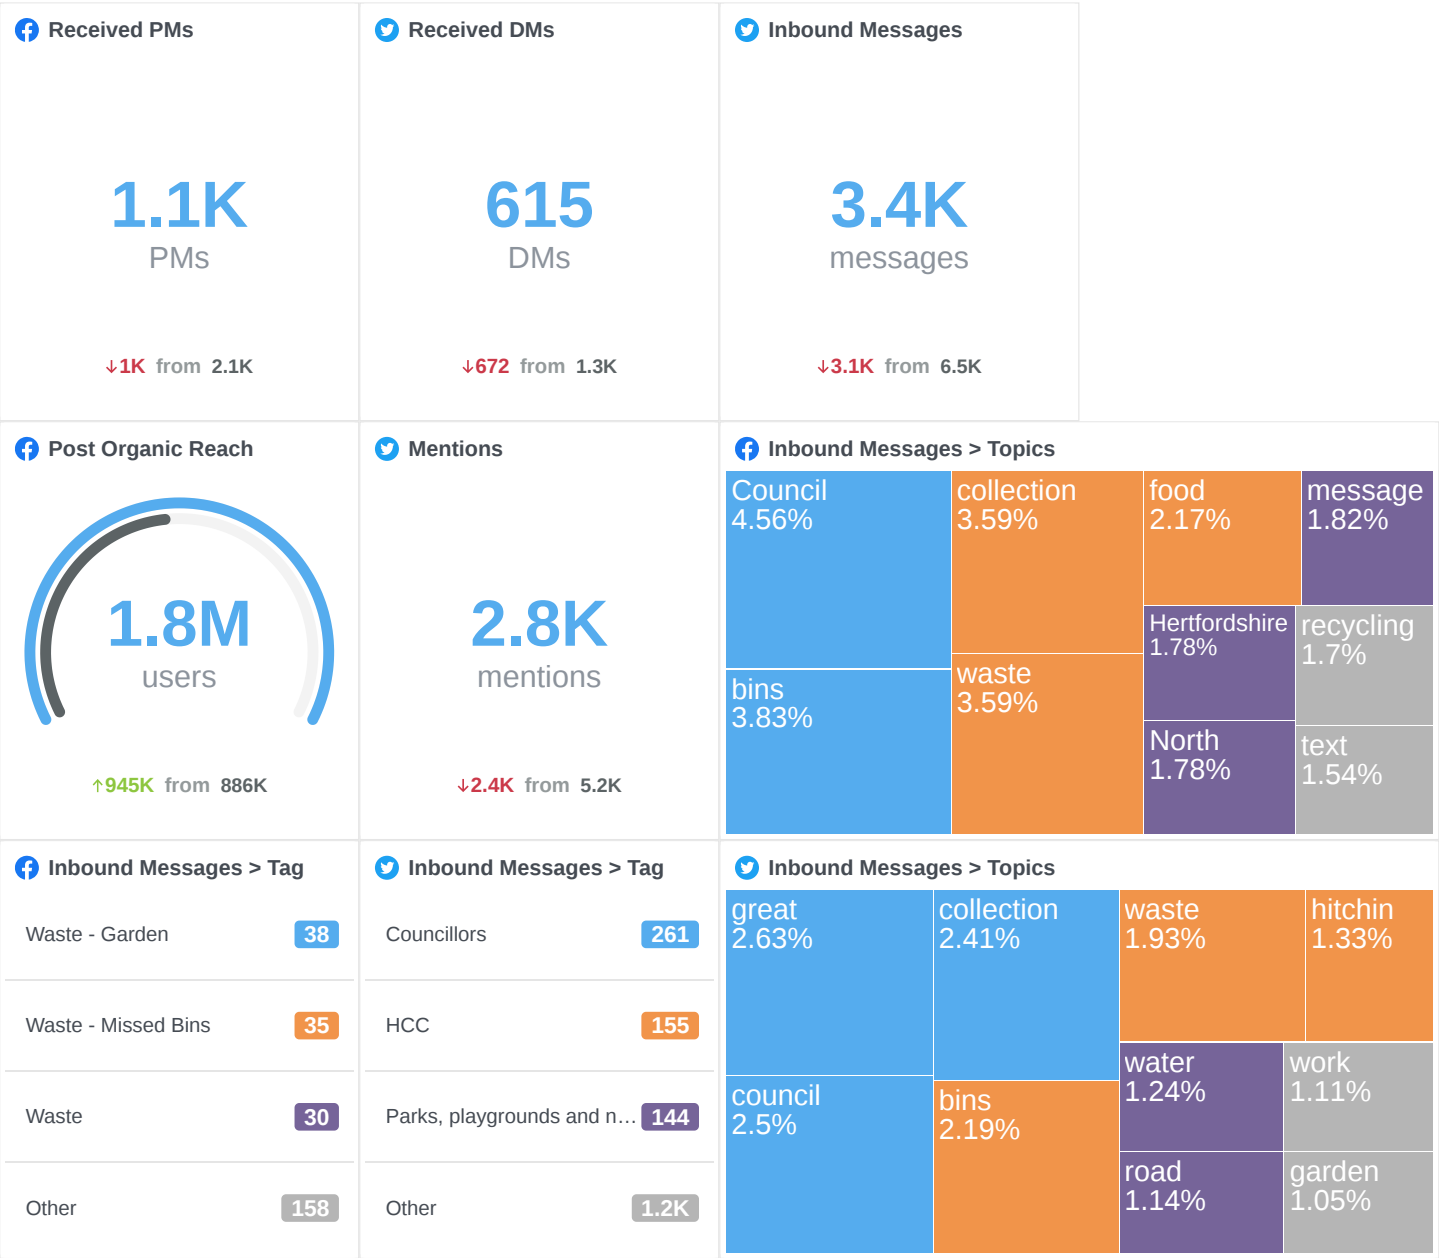 Received PMs
1.1K
PMs
↓1K from 2.1K
Received DMs
615
DMs
↓672 from 1.3K
Inbound Messages
3.4K
messages
↓3.1K from 6.5K
Post Organic Reach
1.8M
users
↑945K from 886K
Mentions
2.8K
mentions
↓2.4K from 5.2K
Inbound Messages > Topics
Council
4.56%
bins
3.83%
collection
3.59%
waste
3.59%
food
2.17%
message
1.82%
Hertfordshire
1.78%
North
1.78%
recycling
1.7%
text
1.54%
Inbound Messages > Tag
Waste - Garden 38
Waste - Missed Bins 35
Waste 30
Other 158
Inbound Messages > Tag
Councillors 261
HCC 155
Parks, playgrounds and n... 144
Other 1.2K
Inbound Messages > Topics
great
2.63%
council
2.5%
collection
2.41%
bins
2.19%
waste
1.93%
hitchin
1.33%
water
1.24%
road
1.14%
work
1.11%
garden
1.05%